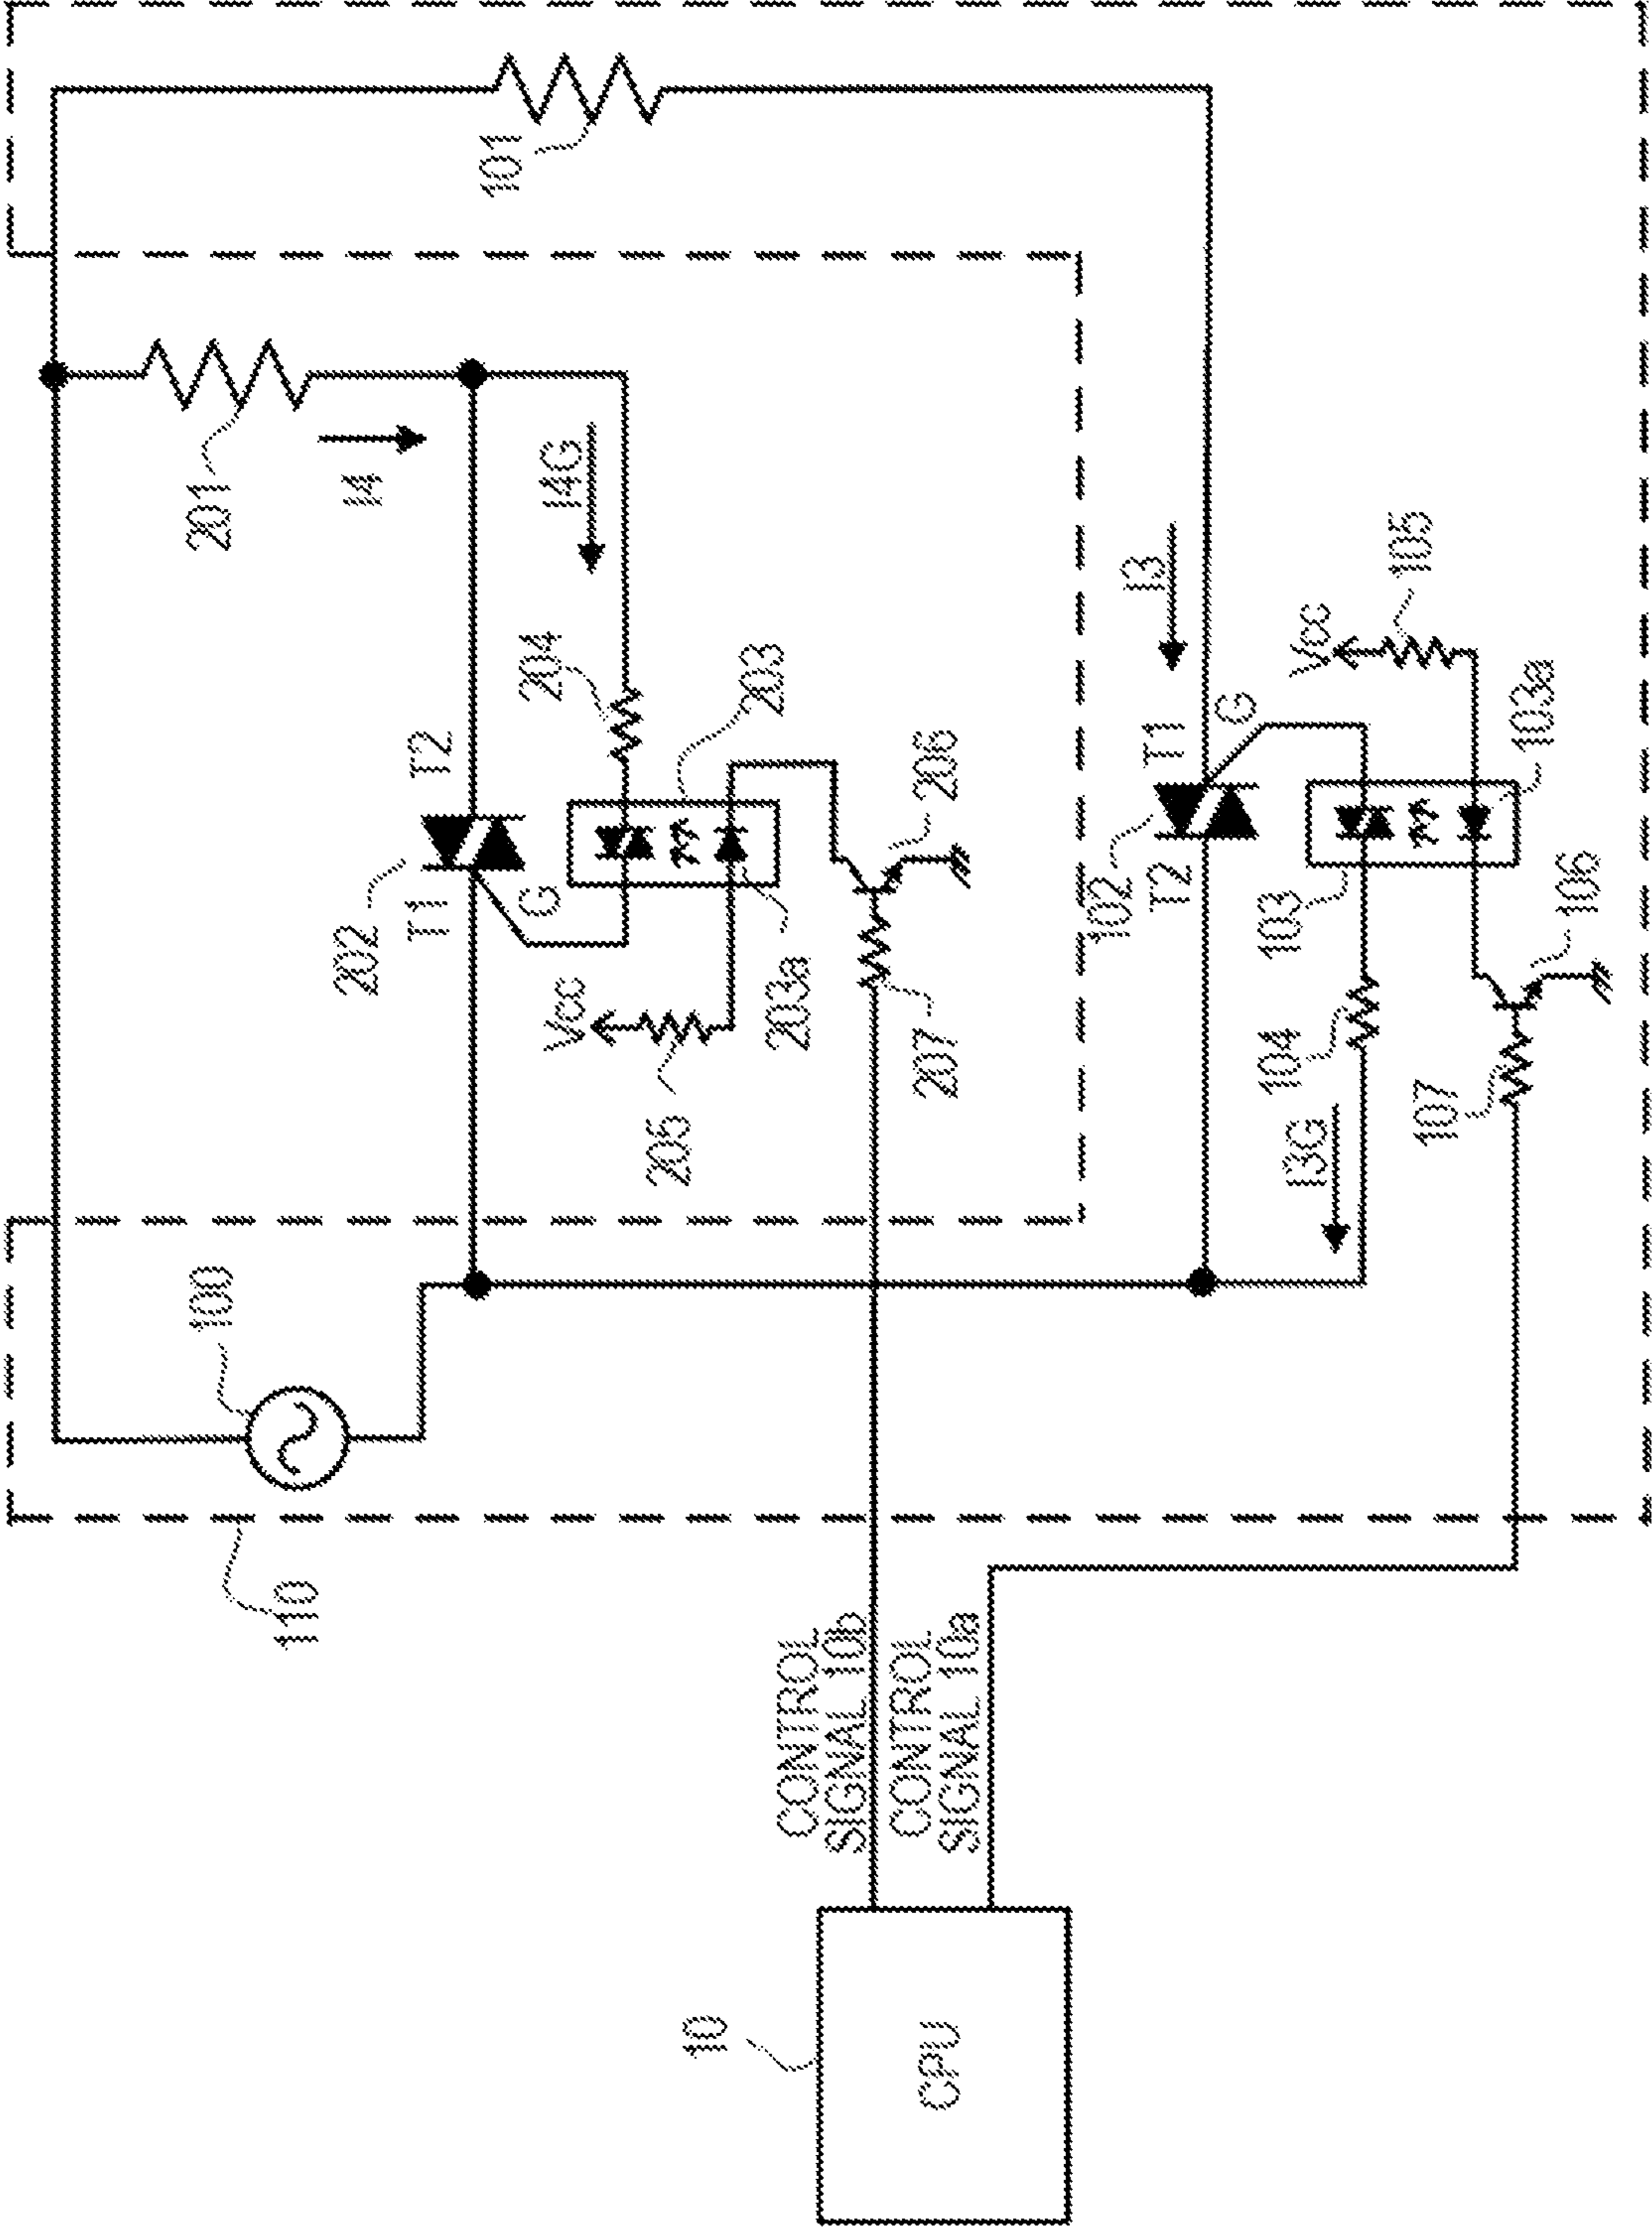 110
100
201
I4
202
T1
T2
I4G
204
G
Vcc
203
205
203a
206
207
101
10
CPU
CONTROL
SIGNAL 10b
CONTROL
SIGNAL 10a
I3
102
T2
T1
G
Vcc
105
103
104
I3G
103a
106
107